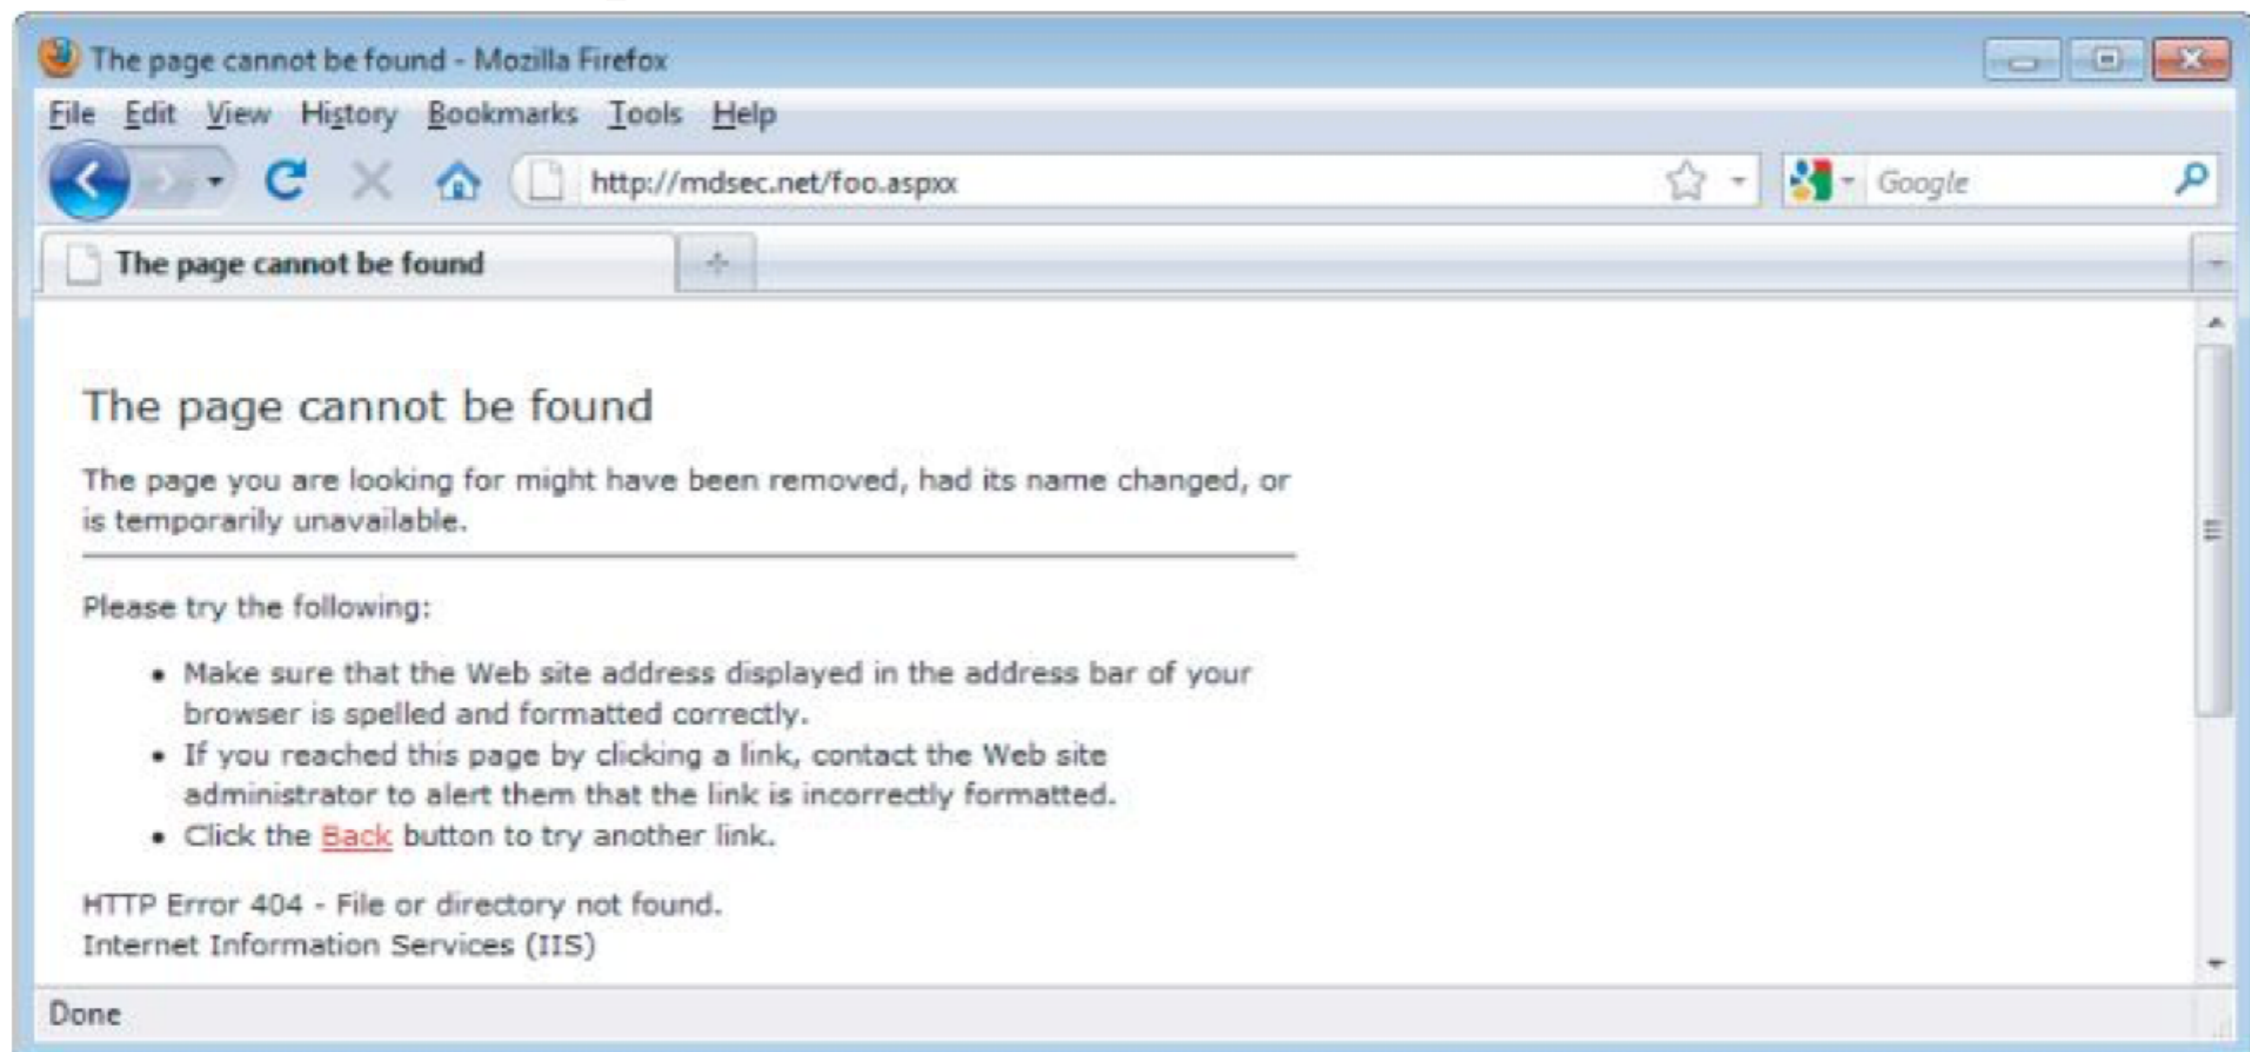 The page cannot be found - Mozilla Firefox
File Edit View History Bookmarks Tools Help
http://mdsec.net/foo.aspxx
Google
The page cannot be found
The page cannot be found
The page you are looking for might have been removed, had its name changed, or
is temporarily unavailable.
Please try the following:
• Make sure that the Web site address displayed in the address bar of your
browser is spelled and formatted correctly.
• If you reached this page by clicking a link, contact the Web site
administrator to alert them that the link is incorrectly formatted.
• Click the Back button to try another link.
HTTP Error 404 - File or directory not found.
Internet Information Services (IIS)
Done